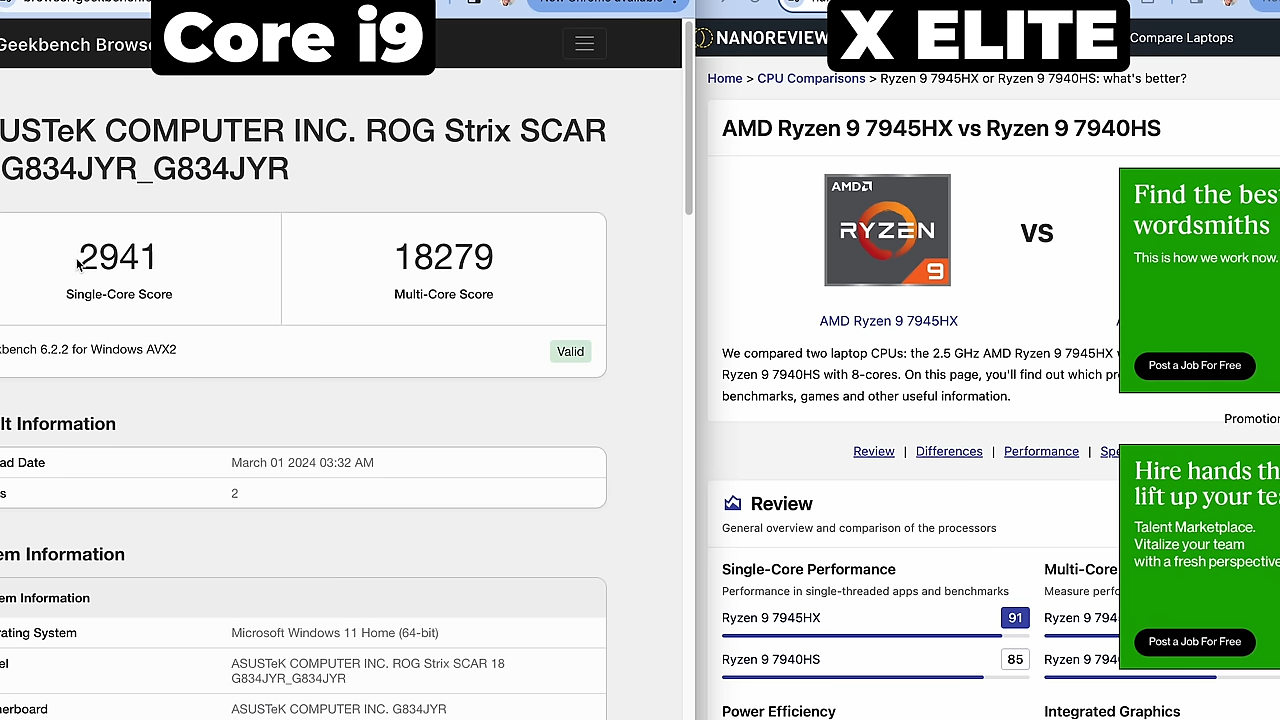 Core i9
Geekbench Browse
USTeK COMPUTER INC. ROG Strix SCAR
G834JYR_G834JYR
2941
Single-Core Score
18279
Multi-Core Score
kbench 6.2.2 for Windows AVX2
Valid
lt Information
ad Date
March 01 2024 03:32 AM
s
2
em Information
em Information
rating System
Microsoft Windows 11 Home (64-bit)
el
ASUSTeK COMPUTER INC. ROG Strix SCAR 18
G834JYR_G834JYR
nerboard
ASUSTeK COMPUTER INC. G834JYR
X ELITE
NANOREVIEW
Compare Laptops
Home > CPU Comparisons > Ryzen 9 7945HX or Ryzen 9 7940HS: what's better?
AMD Ryzen 9 7945HX vs Ryzen 9 7940HS
AMD
RYZEN
9
VS
AMD Ryzen 9 7945HX
We compared two laptop CPUs: the 2.5 GHz AMD Ryzen 9 7945HX
Ryzen 9 7940HS with 8-cores. On this page, you'll find out which pr
benchmarks, games and other useful information.
Review | Differences | Performance | Spe
Review
General overview and comparison of the processors
Single-Core Performance
Performance in single-threaded apps and benchmarks
Ryzen 9 7945HX
91
Ryzen 9 7940HS
85
Power Efficiency
Multi-Core
Measure perfo
Ryzen 9 794
Ryzen 9 794
Integrated Graphics
Find the bes
wordsmiths
This is how we work now.
Post a Job For Free
Promotion
Hire hands th
lift up your te
Talent Marketplace.
Vitalize your team
with a fresh perspective
Post a Job For Free